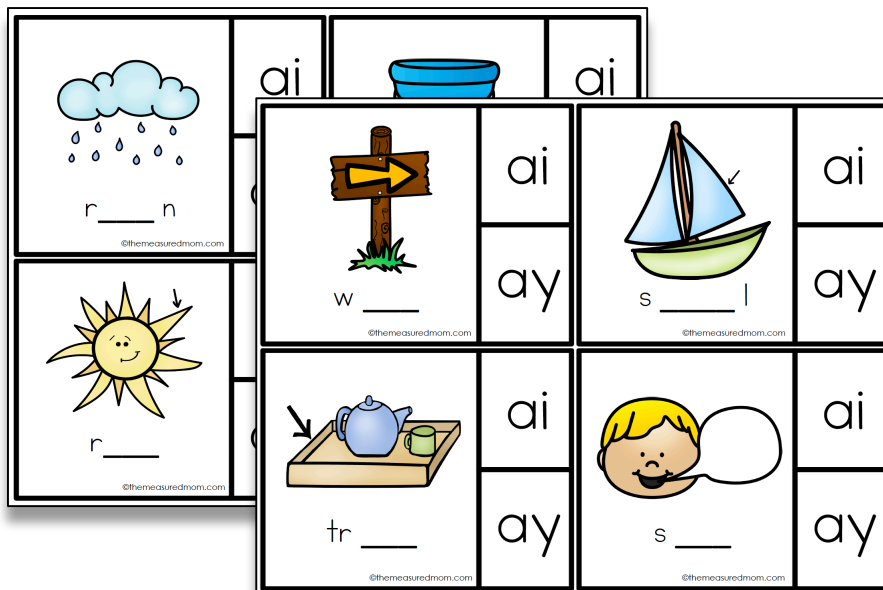 ai
r____ n
©themeasuredmom.com
ai
r____
©themeasuredmom.com
w ____
©themeasuredmom.com
ai
ay
s _____ l
©themeasuredmom.com
ai
ay
tr ____
©themeasuredmom.com
ai
ay
s ____
©themeasuredmom.com
ai
ay